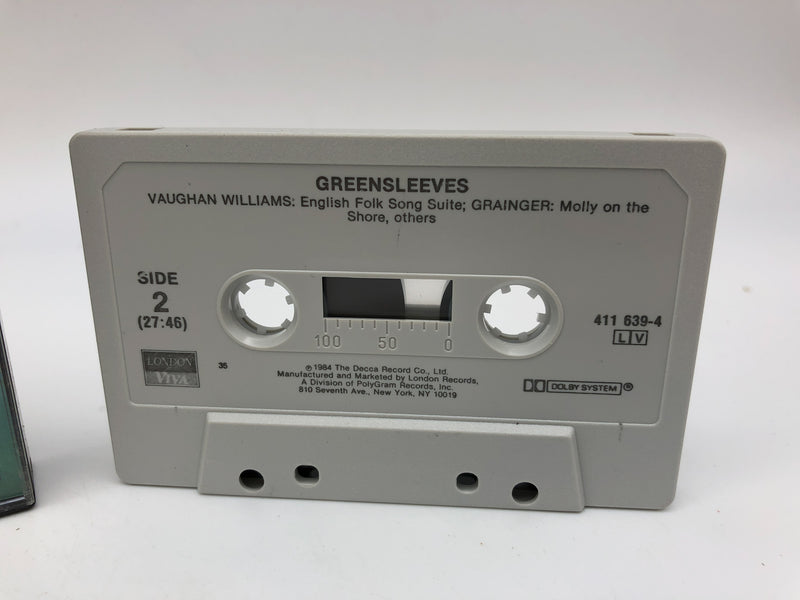 GREENSLEEVES
VAUGHAN WILLIAMS: English Folk Song Suite; GRAINGER: Molly on the
Shore, others
SIDE
2
(27:46)
100 50 0
411 639-4
LV
LONDON
VIVA
35
℗1984 The Decca Record Co., Ltd.
Manufactured and Marketed by London Records,
A Division of PolyGram Records, Inc.
810 Seventh Ave., New York, NY 10019
DOLBY SYSTEM®